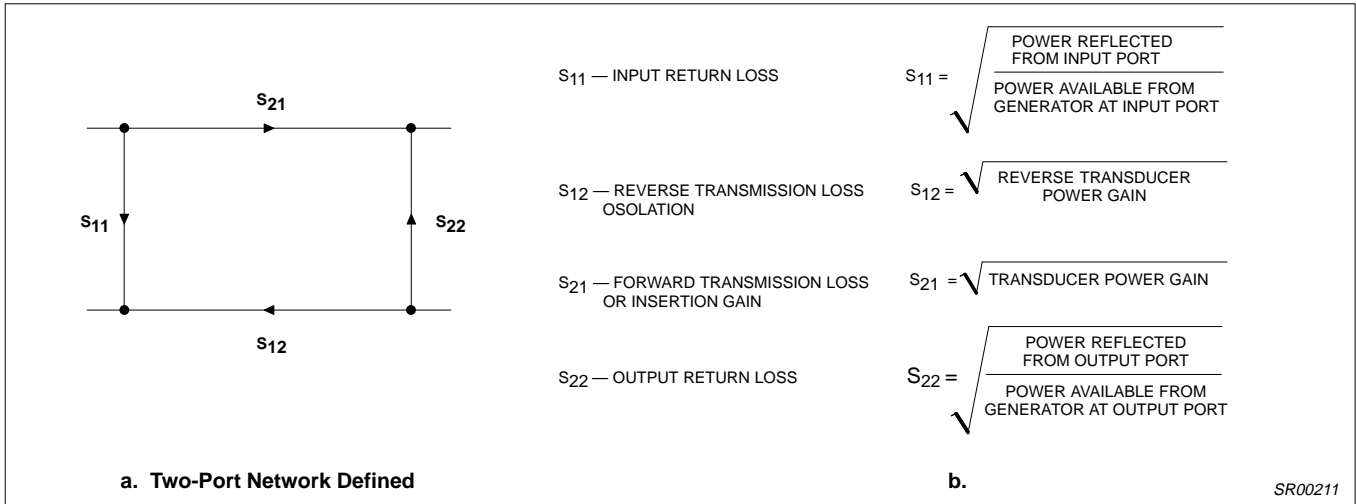 S21
S11
S22
S12
a. Two-Port Network Defined
S11 — INPUT RETURN LOSS
S12 — REVERSE TRANSMISSION LOSS
OSOLATION
S21 — FORWARD TRANSMISSION LOSS
OR INSERTION GAIN
S22 — OUTPUT RETURN LOSS
S11 = √
POWER REFLECTED
FROM INPUT PORT
POWER AVAILABLE FROM
GENERATOR AT INPUT PORT
S12 = √
REVERSE TRANSDUCER
POWER GAIN
S21 = √ TRANSDUCER POWER GAIN
S22 = √
POWER REFLECTED
FROM OUTPUT PORT
POWER AVAILABLE FROM
GENERATOR AT OUTPUT PORT
b.
SR00211